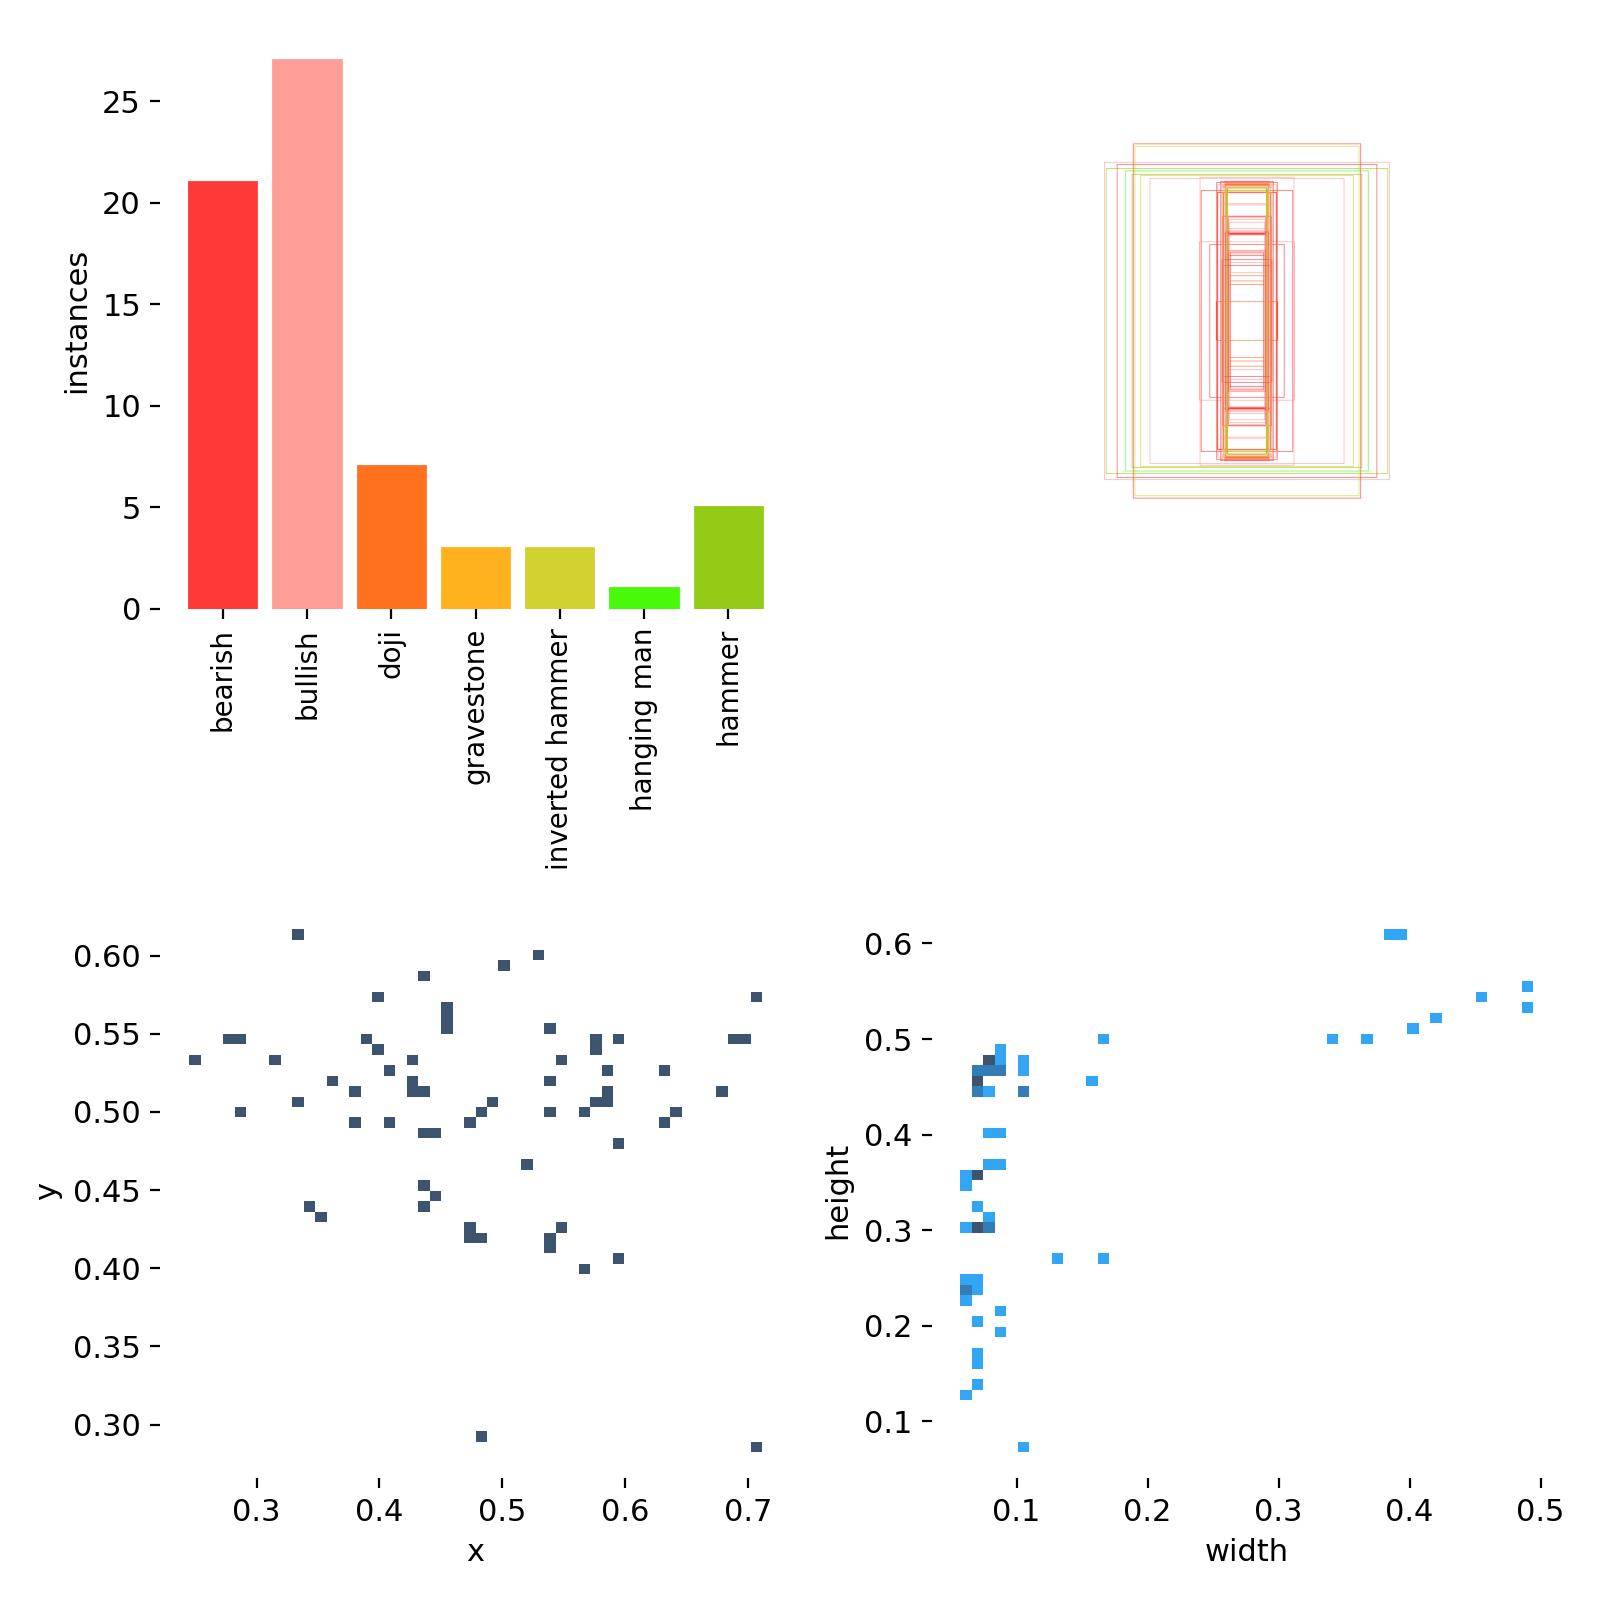 25
20
15
10
5
0
instances
bearish
bullish
doji
gravestone
inverted hammer
hanging man
hammer
0.60
0.55
0.50
0.45
0.40
0.35
0.30
y
0.3 0.4 0.5 0.6 0.7
x
0.6
0.5
0.4
0.3
0.2
0.1
height
0.1 0.2 0.3 0.4 0.5
width